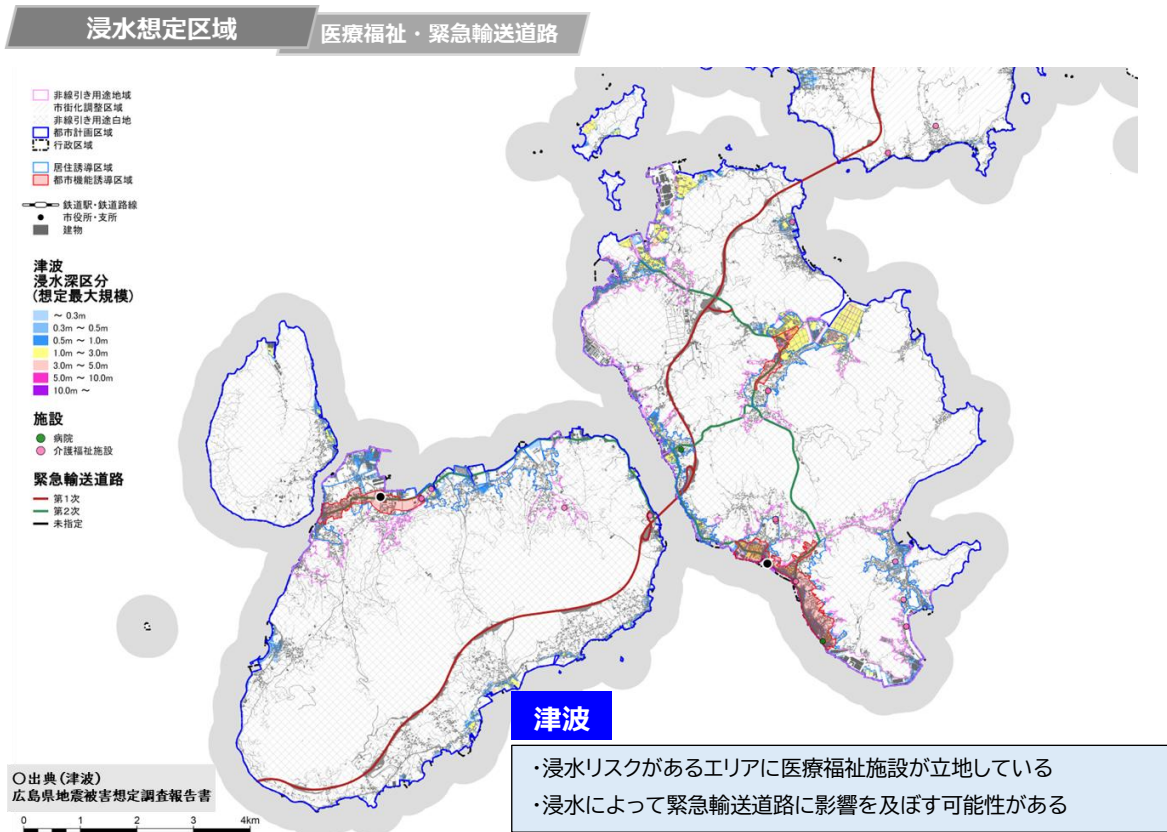 浸水想定区域
医療福祉・緊急輸送道路
非線引き用途地域
市街化調整区域
非線引き用途白地
都市計画区域
行政区域
居住誘導区域
都市機能誘導区域
鉄道駅・鉄道路線
市役所・支所
建物
津波
浸水深区分
(想定最大規模)
～ 0.3m
0.3m ～ 0.5m
0.5m ～ 1.0m
1.0m ～ 3.0m
3.0m ～ 5.0m
5.0m ～ 10.0m
10.0m ～
施設
病院
介護福祉施設
緊急輸送道路
第1次
第2次
未指定
津波
・浸水リスクがあるエリアに医療福祉施設が立地している
・浸水によって緊急輸送道路に影響を及ぼす可能性がある
〇出典(津波)
広島県地震被害想定調査報告書
0 1 2 4km